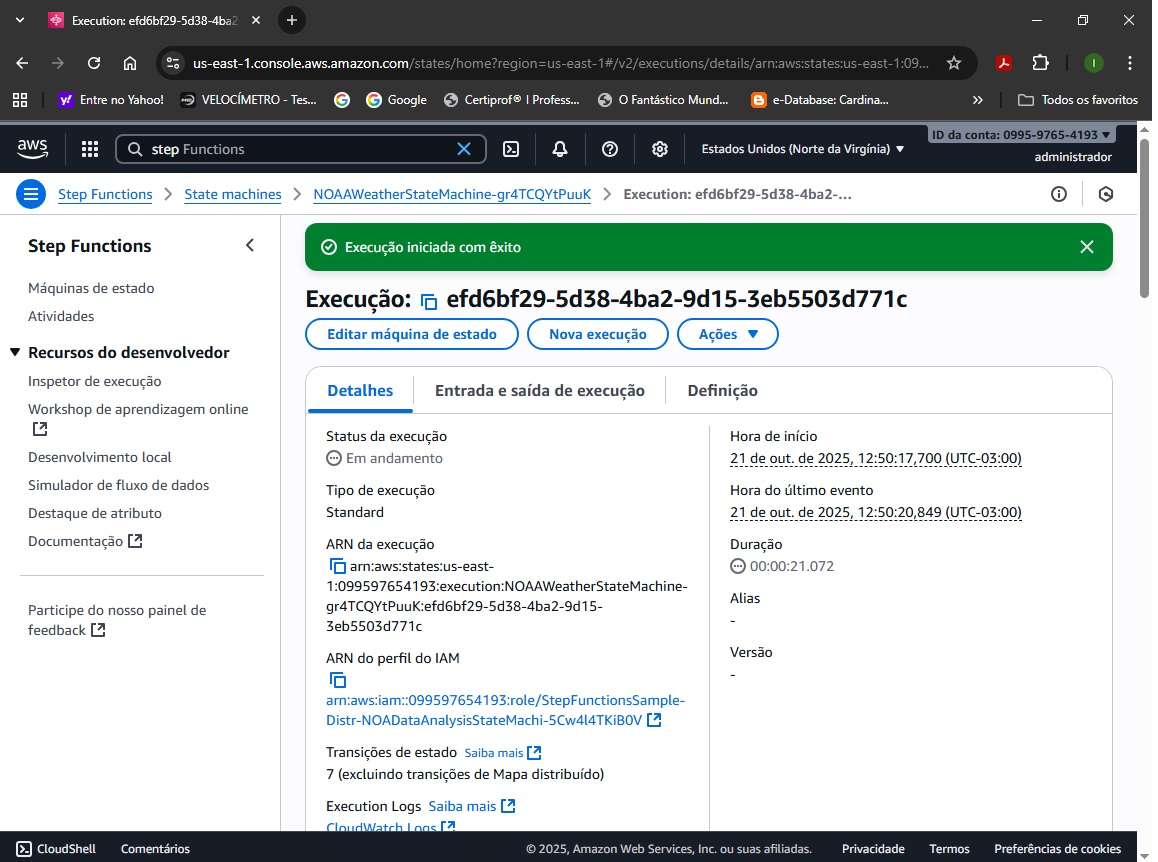 Execution: efd6bf29-5d38-4ba2
us-east-1.console.aws.amazon.com/states/home?region=us-east-1#/v2/executions/details/arn:aws:states:us-east-1:09...
I
Entre no Yahoo!
VELOCÍMETRO - Tes...
Google
Certiprof® I Profess...
O Fantástico Mund...
e-Database: Cardina...
»
Todos os favoritos
aws
step Functions
Estados Unidos (Norte da Virgínia)
ID da conta: 0995-9765-4193
administrador
Step Functions
State machines
NOAAWeatherStateMachine-gr4TCQYtPuuK
Execution: efd6bf29-5d38-4ba2-...
Step Functions
Máquinas de estado
Atividades
Recursos do desenvolvedor
Inspetor de execução
Workshop de aprendizagem online
Desenvolvimento local
Simulador de fluxo de dados
Destaque de atributo
Documentação
Participe do nosso painel de
feedback
Execução iniciada com êxito
Execução: efd6bf29-5d38-4ba2-9d15-3eb5503d771c
Editar máquina de estado
Nova execução
Ações
Detalhes
Entrada e saída de execução
Definição
Status da execução
Em andamento
Tipo de execução
Standard
ARN da execução
arn:aws:states:us-east-
1:099597654193:execution:NOAAWeatherStateMachine-
gr4TCQYtPuuK:efd6bf29-5d38-4ba2-9d15-
3eb5503d771c
ARN do perfil do IAM
arn:aws:iam::099597654193:role/StepFunctionsSample-
Distr-NOADataAnalysisStateMachi-5Cw4l4TKiB0V
Transições de estado Saiba mais
7 (excluindo transições de Mapa distribuído)
Execution Logs Saiba mais
CloudWatch Logs
Hora de início
21 de out. de 2025, 12:50:17,700 (UTC-03:00)
Hora do último evento
21 de out. de 2025, 12:50:20,849 (UTC-03:00)
Duração
00:00:21.072
Alias
-
Versão
-
CloudShell
Comentários
© 2025, Amazon Web Services, Inc. ou suas afiliadas.
Privacidade
Termos
Preferências de cookies